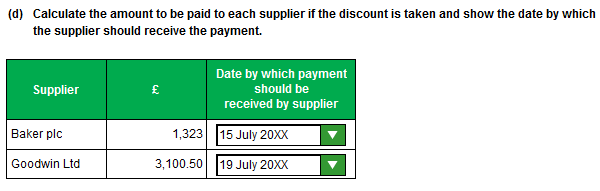 (d) Calculate the amount to be paid to each supplier if the discount is taken and show the date by which
the supplier should receive the payment.
Supplier £ Date by which payment
should be
received by supplier
Baker plc 1,323 15 July 20XX
Goodwin Ltd 3,100.50 19 July 20XX